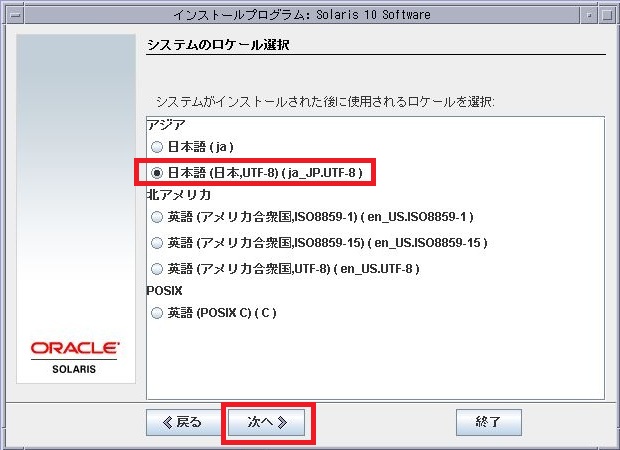 インストールプログラム: Solaris 10 Software
システムのロケール選択
システムがインストールされた後に使用されるロケールを選択:
アジア
日本語 ( ja )
日本語 (日本,UTF-8) ( ja_JP.UTF-8 )
北アメリカ
英語 (アメリカ合衆国,ISO8859-1) ( en_US.ISO8859-1 )
英語 (アメリカ合衆国,ISO8859-15) ( en_US.ISO8859-15 )
英語 (アメリカ合衆国,UTF-8) ( en_US.UTF-8 )
POSIX
英語 (POSIX C) ( C )
ORACLE
SOLARIS
戻る
次へ
終了